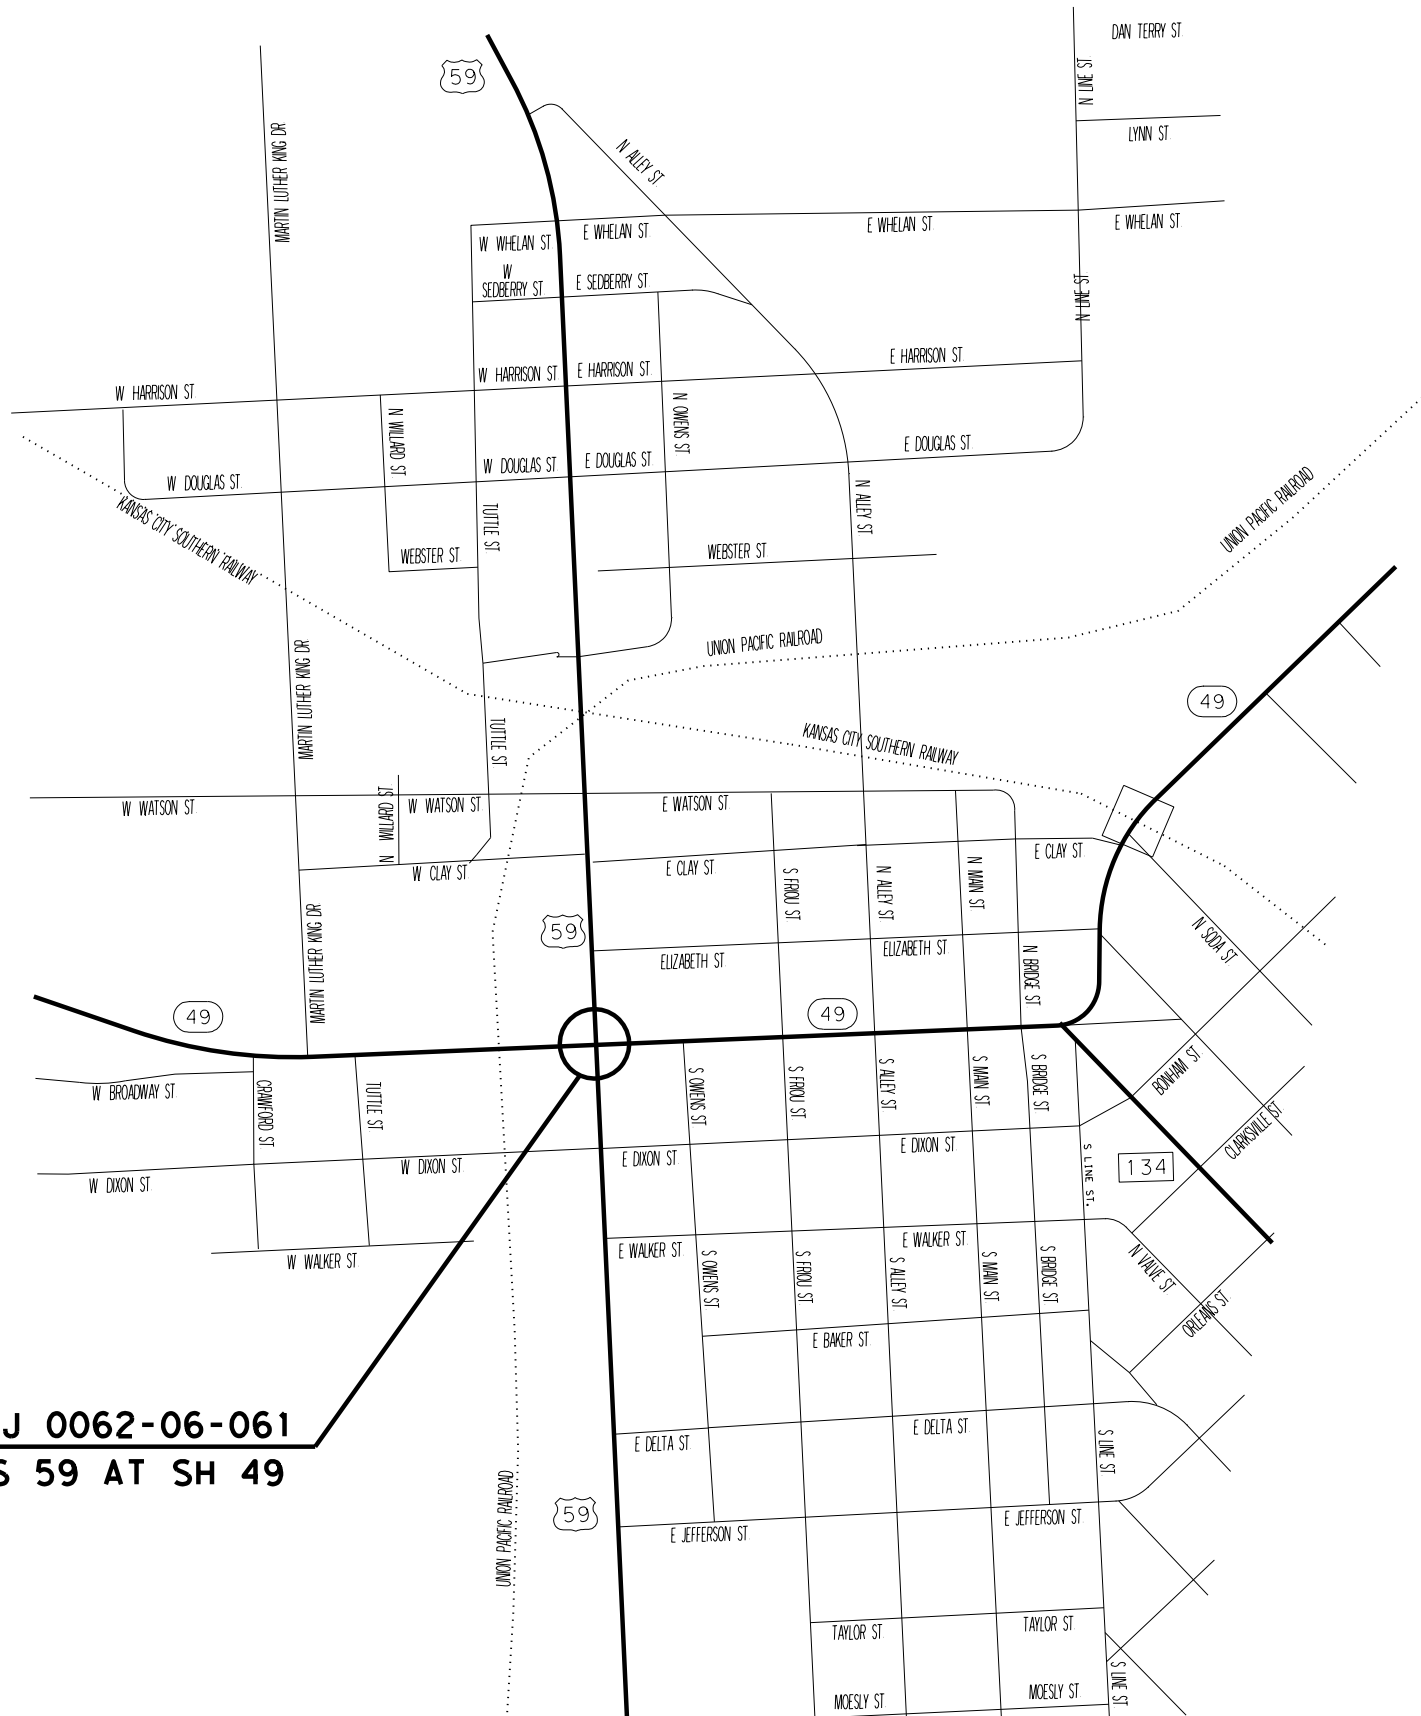 DAN TERRY ST.
59
N LINE ST.
LYNN ST.
MARTIN LUTHER KING DR
N ALLEY ST.
E WHELAN ST.
E WHELAN ST.
E WHELAN ST.
W WHELAN ST.
W
SEDBERRY ST.
E SEDBERRY ST.
N LINE ST
W HARRISON ST.
W HARRISON ST.
E HARRISON ST.
E HARRISON ST.
N WILLARD ST.
N OWENS ST.
W DOUGLAS ST.
W DOUGLAS ST.
E DOUGLAS ST.
E DOUGLAS ST.
KANSAS CITY SOUTHERN RAILWAY
TUTTLE ST.
N ALLEY ST.
UNION PACIFIC RAILROAD
WEBSTER ST.
WEBSTER ST.
MARTIN LUTHER KING DR
UNION PACIFIC RAILROAD
49
TUTTLE ST.
KANSAS CITY SOUTHERN RAILWAY
W WATSON ST.
N WILLARD ST.
W WATSON ST.
E WATSON ST.
W CLAY ST.
E CLAY ST.
E CLAY ST.
S FRIOU ST.
N ALLEY ST.
N MAIN ST.
MARTIN LUTHER KING DR
59
ELIZABETH ST.
ELIZABETH ST.
N BRIDGE ST.
N SODA ST.
49
49
W BROADWAY ST.
CRAWFORD ST.
TUTTLE ST.
S OWENS ST.
S FRIOU ST.
S ALLEY ST.
S MAIN ST.
S BRIDGE ST.
BONHAM ST
CLARKSVILLE ST
W DIXON ST.
W DIXON ST.
E DIXON ST.
E DIXON ST.
S LINE ST.
134
W WALKER ST.
E WALKER ST.
E WALKER ST.
S OWENS ST.
S FRIOU ST.
S ALLEY ST.
S MAIN ST.
S BRIDGE ST.
N VALVE ST.
ORLEANS ST
E BAKER ST.
J 0062-06-061
S 59 AT SH 49
E DELTA ST.
E DELTA ST.
S LINE ST.
UNION PACIFIC RAILROAD
59
E JEFFERSON ST.
E JEFFERSON ST.
TAYLOR ST.
TAYLOR ST.
MOESLY ST.
MOESLY ST.
S LINE ST.